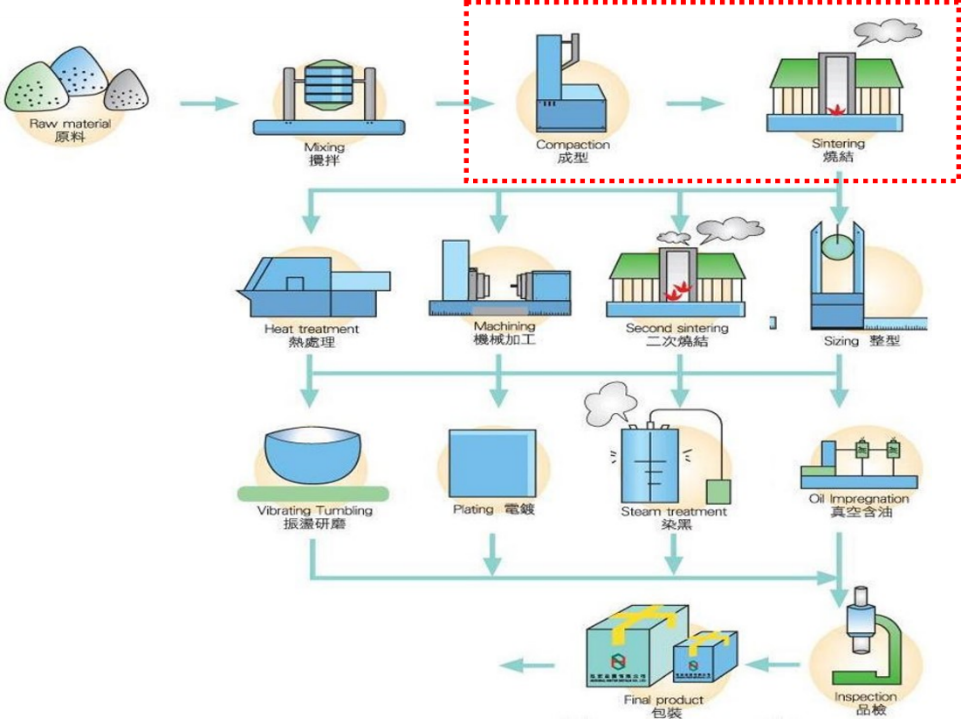 Raw material
原料
Mixing
攪拌
Compaction
成型
Sintering
燒結
Heat treatment
熱處理
Machining
機械加工
Second sintering
二次燒結
Sizing 整型
Vibrating Tumbling
振盪研磨
Plating 電鍍
Steam treatment
染黑
Oil Impregnation
真空含油
Final product
包裝
Inspection
品檢